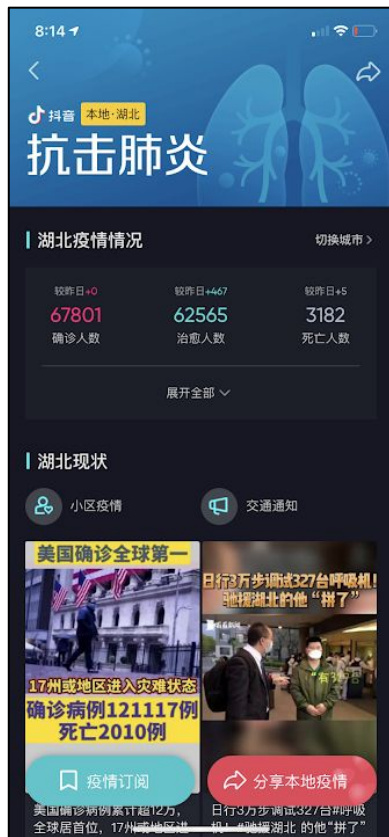 8:14
抖音 本地·湖北
抗击肺炎
湖北疫情情况
切换城市
较昨日+0
较昨日+467
较昨日+5
67801
62565
3182
确诊人数
治愈人数
死亡人数
展开全部
湖北现状
小区疫情
交通通知
美国确诊全球第一
17州或地区进入灾难状态
确诊病例121117例
死亡2010例
日行3万步调试327台呼吸机!
驰援湖北的他“拼了”
看看新闻
疫情订阅
分享本地疫情
美国确诊病例累计超12万,
全球居首位,17州或地区进
日行3万步调试327台#呼吸
机!#驰援湖北 的他“拼了”